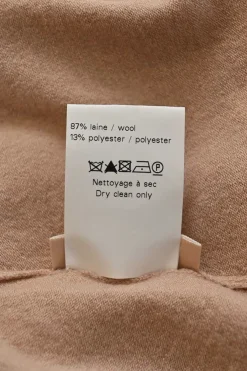 87% laine / wool
13% polyester / polyester
P
Nettoyage à sec
Dry clean only